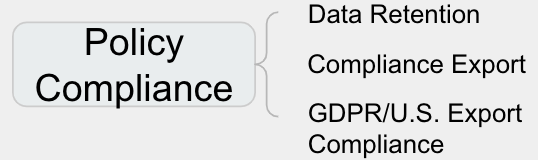 Policy
Compliance
Data Retention
Compliance Export
GDPR/U.S. Export
Compliance